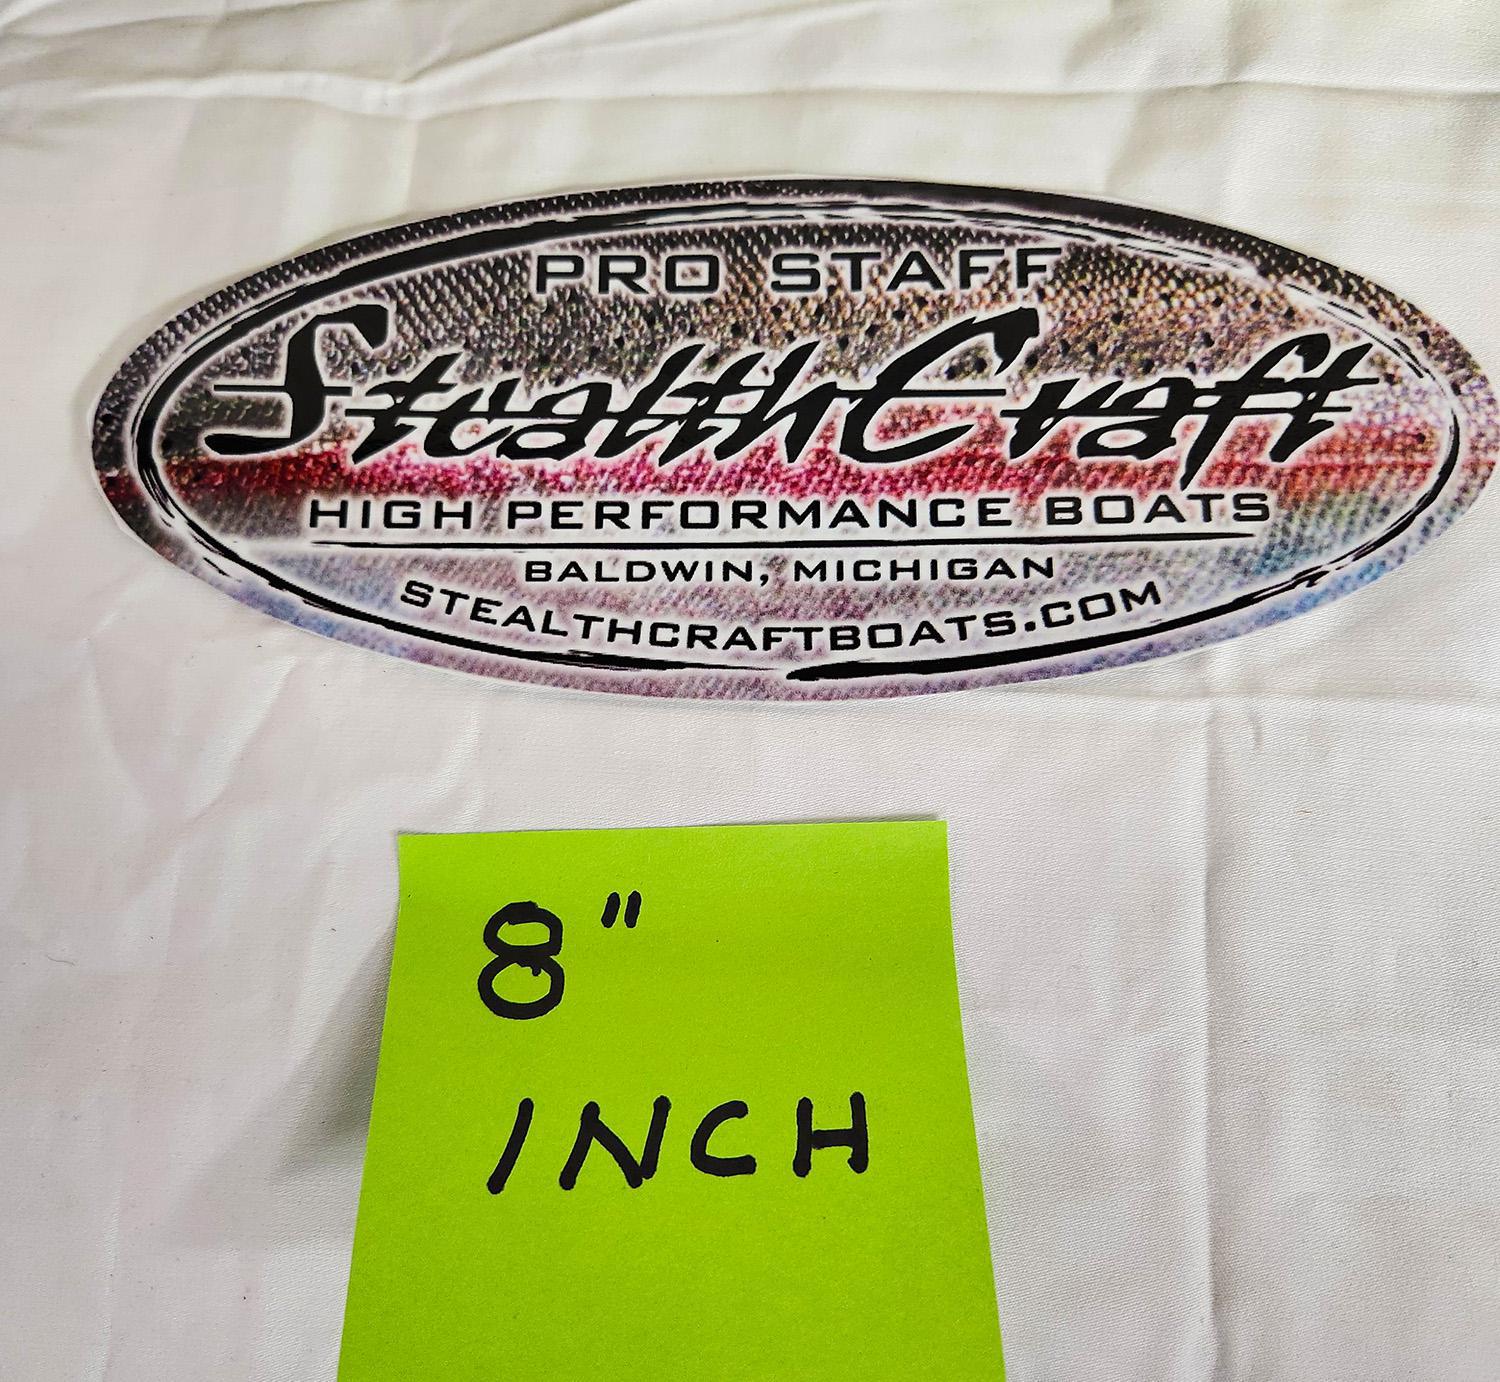 PRO STAFF
StealthCraft
HIGH PERFORMANCE BOATS
BALDWIN, MICHIGAN
STEALTHCRAFTBOATS.COM
8"
INCH